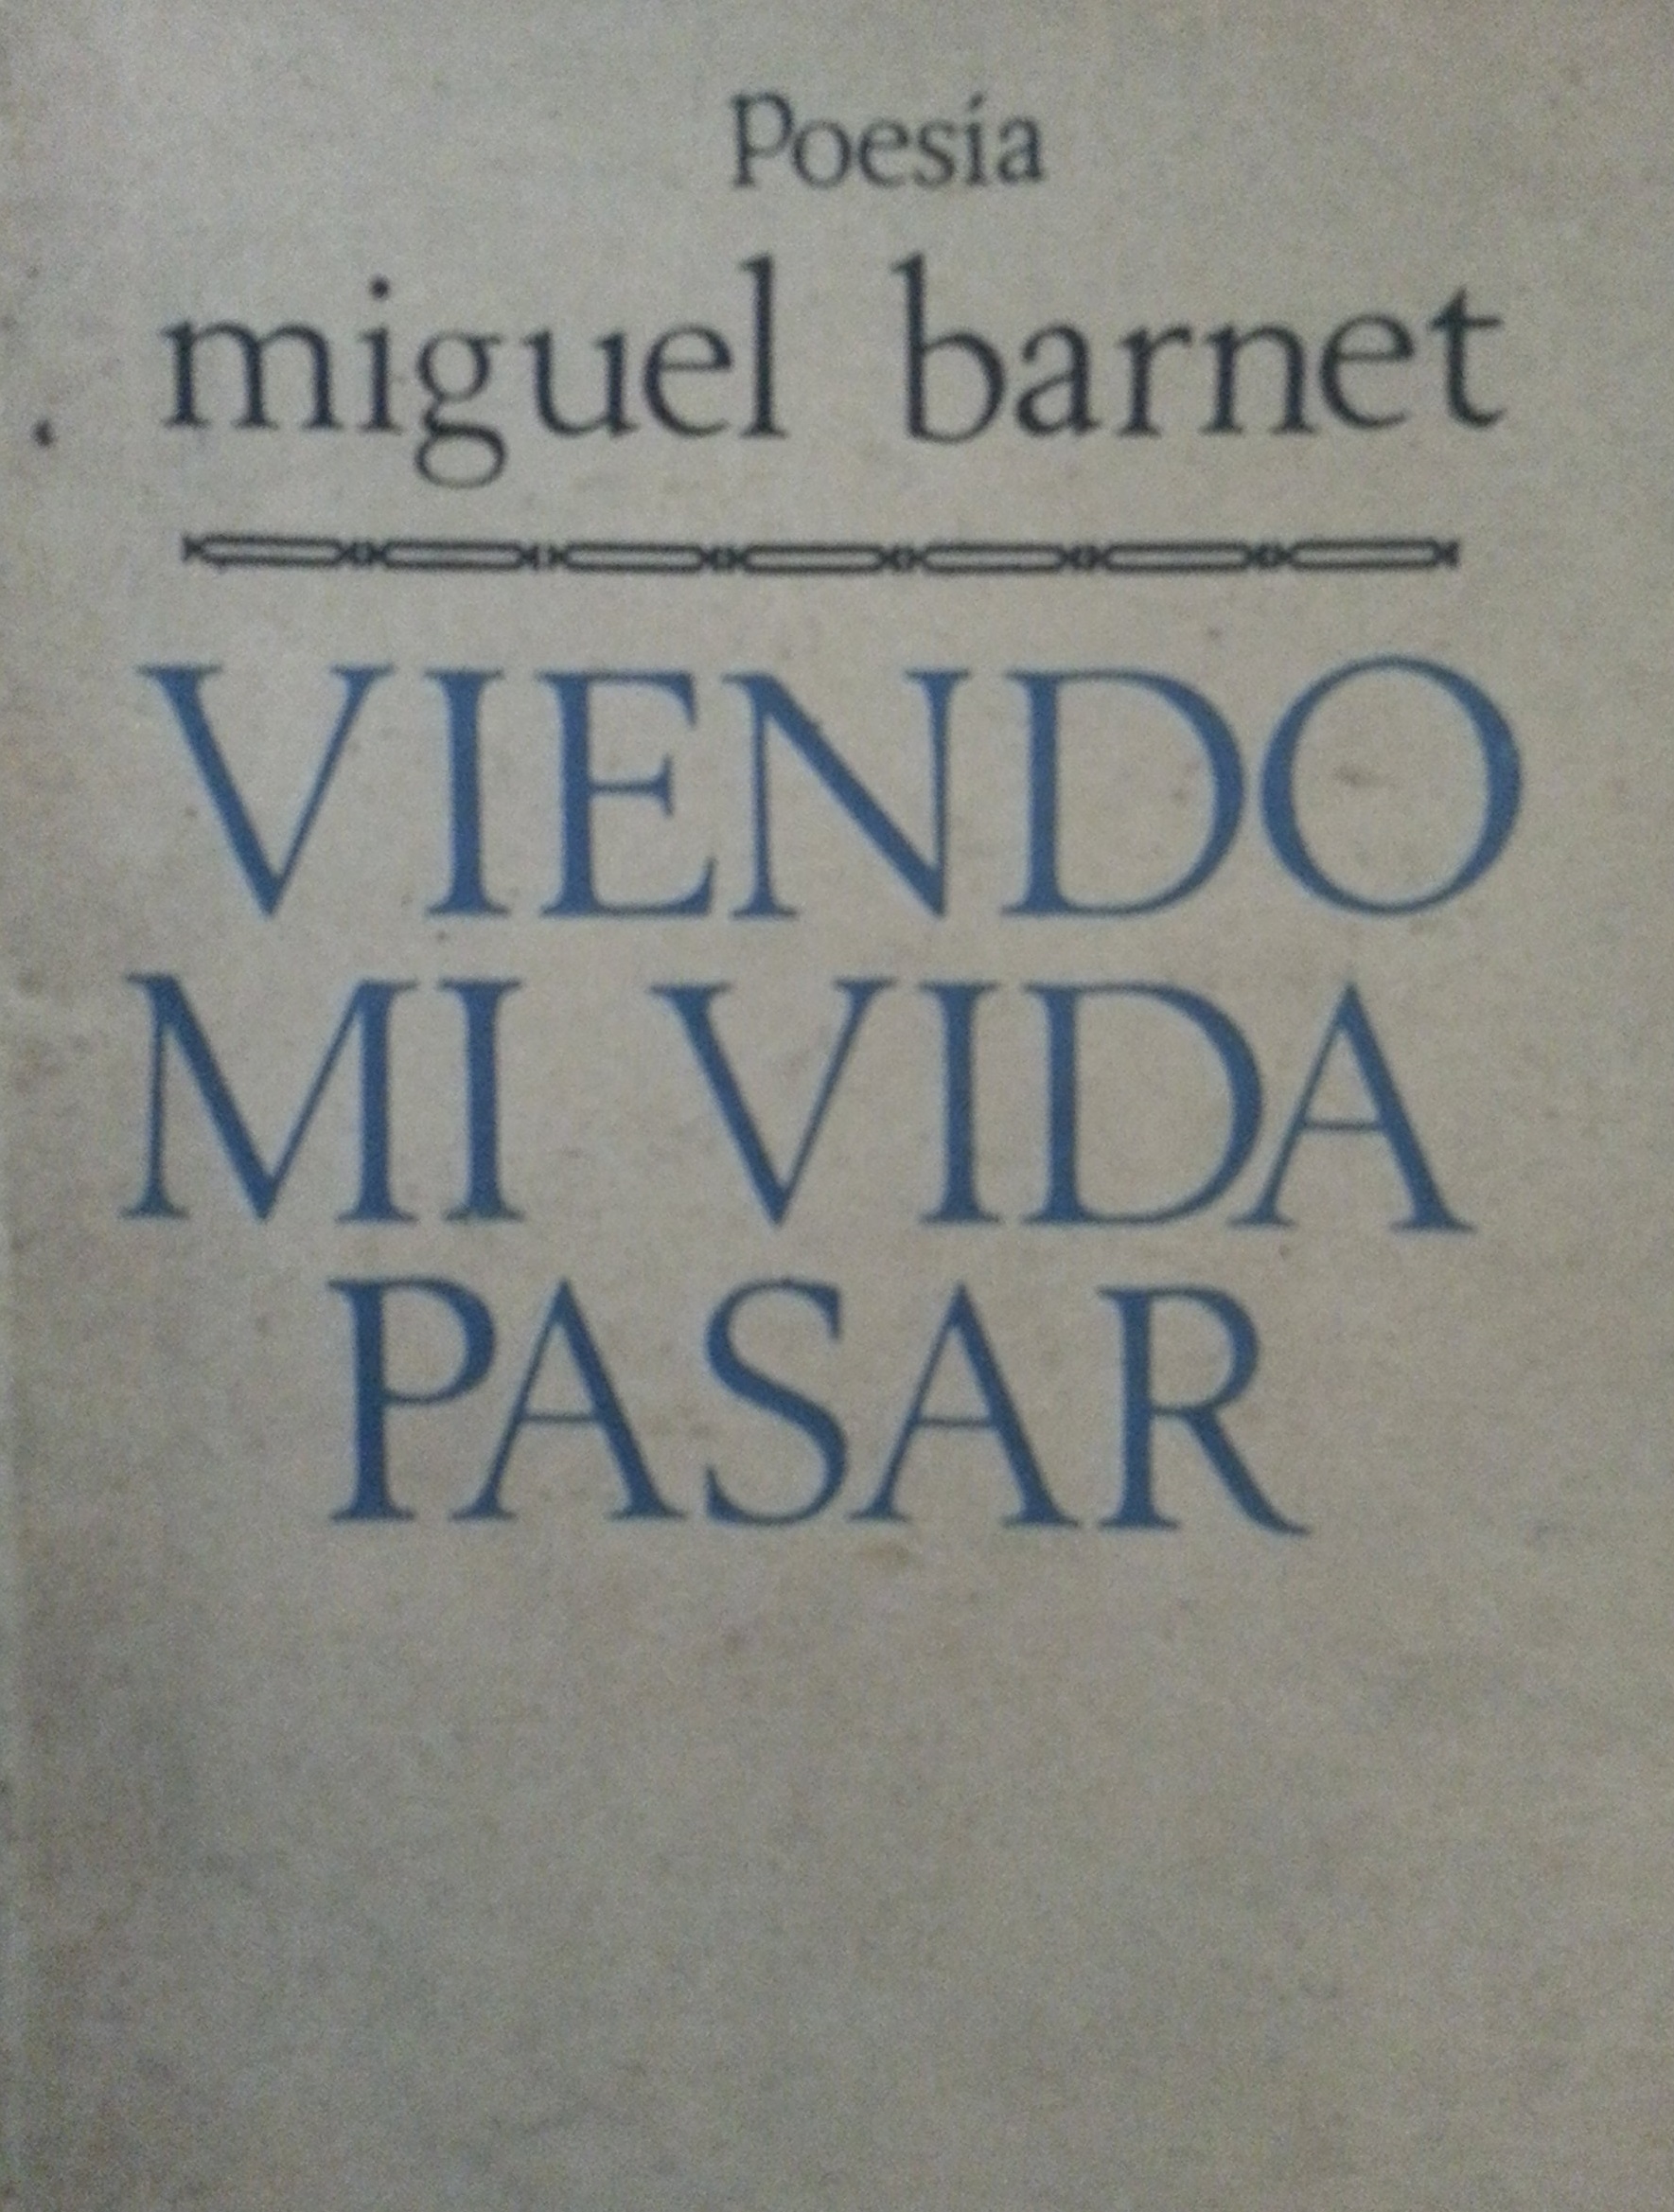 Poesía
miguel barnet
VIENDO
MI VIDA
PASAR